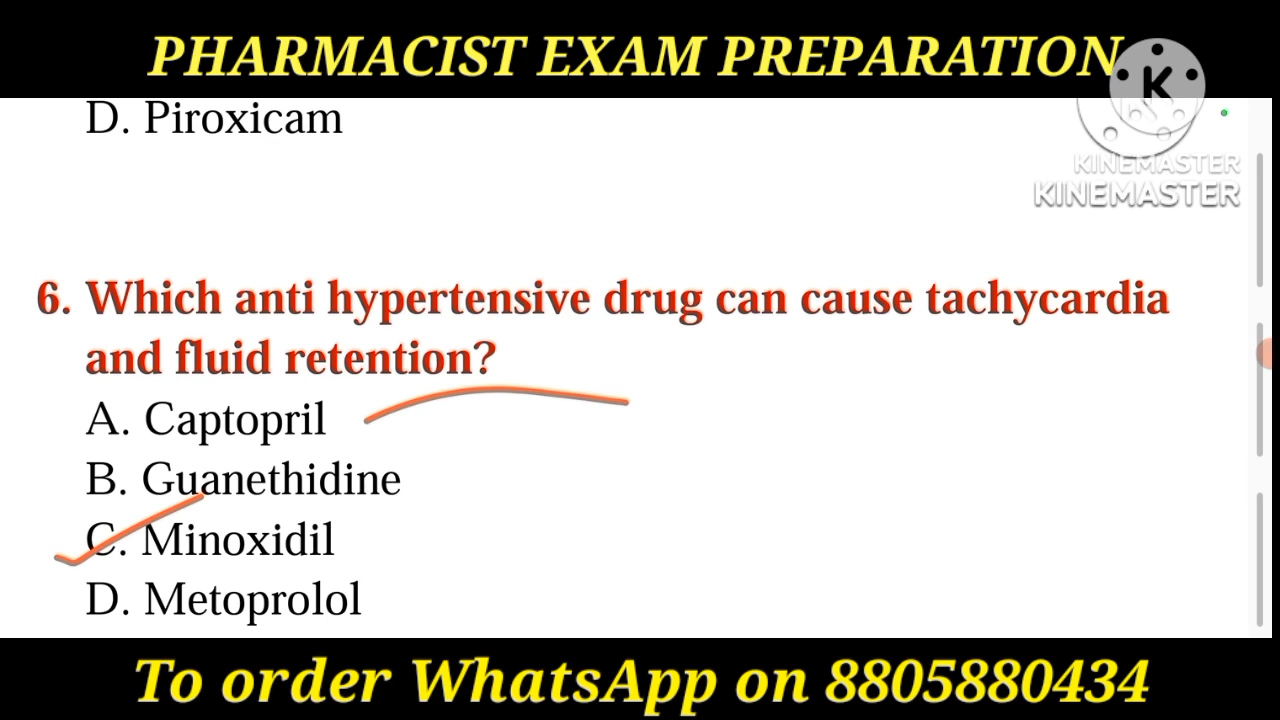 PHARMACIST EXAM PREPARATION
D. Piroxicam
K
KINEMASTER
KINEMASTER
6. Which anti hypertensive drug can cause tachycardia
and fluid retention?
A. Captopril
B. Guanethidine
C. Minoxidil
D. Metoprolol
To order WhatsApp on 8805880434